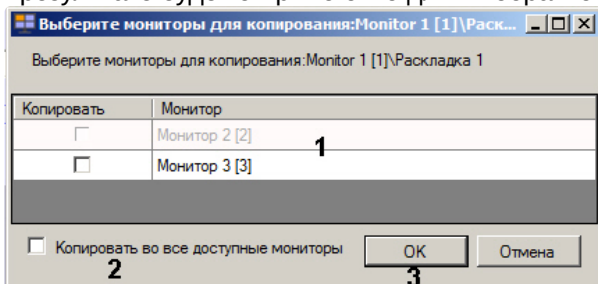 Выберите мониторы для копирования:Monitor 1 [1]\Раск...
Выберите мониторы для копирования:Monitor 1 [1]\Раскладка 1
Копировать Монитор
Монитор 2 [2]
1
Монитор 3 [3]
Копировать во все доступные мониторы OK Отмена
2 3